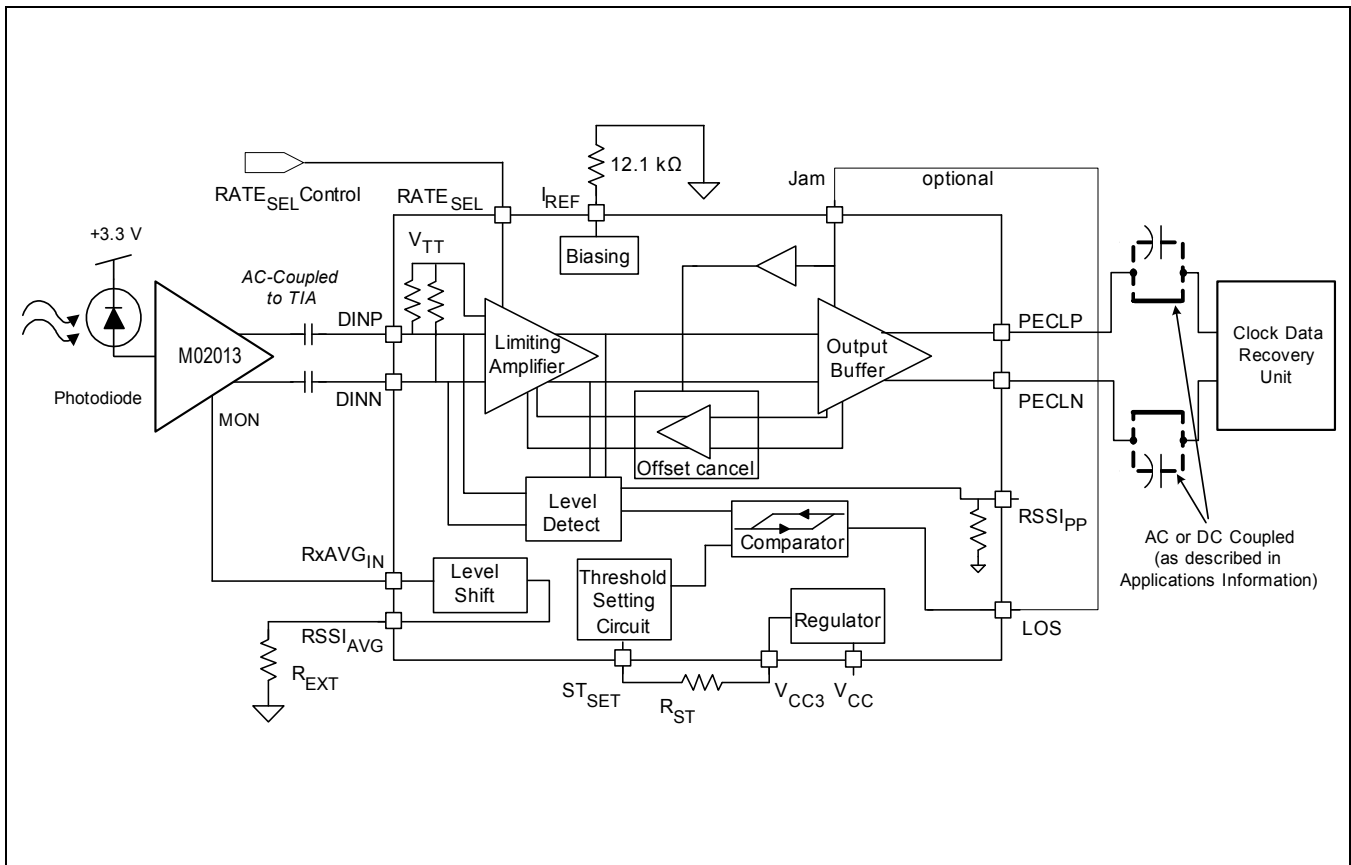 12.1 kΩ
Jam
optional
RATE_SEL Control
RATE_SEL
I_REF
+3.3 V
V_TT
Biasing
AC-Coupled
to TIA
DINP
Limiting
Amplifier
Output
Buffer
PECLP
Clock Data
Recovery
Unit
M02013
Photodiode
DINN
PECLN
MON
Offset cancel
Level
Detect
RSSI_PP
Comparator
AC or DC Coupled
(as described in
Applications Information)
RxAVG_IN
Level
Shift
Threshold
Setting
Circuit
Regulator
LOS
RSSI_AVG
R_EXT
ST_SET
R_ST
V_CC3
V_CC